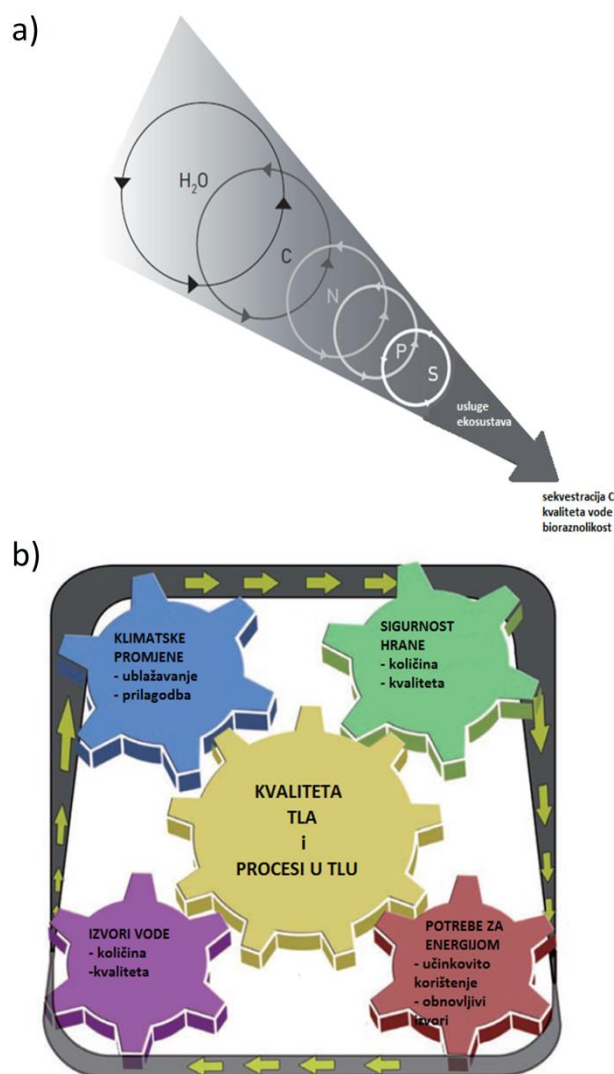 a)
H₂O
C
N
P
S
usluge
ekosustava
sekvestracija C
kvaliteta vode
bioraznolikost
b)
KLIMATSKE
PROMJENE
- ublažavanje
- prilagodba
SIGURNOST
HRANE
- količina
- kvaliteta
KVALITETA
TLA
i
PROCESI U TLU
IZVORI VODE
- količina
-kvaliteta
POTREBE ZA
ENERGIJOM
- učinkovito
korištenje
- obnovljivi
izvori